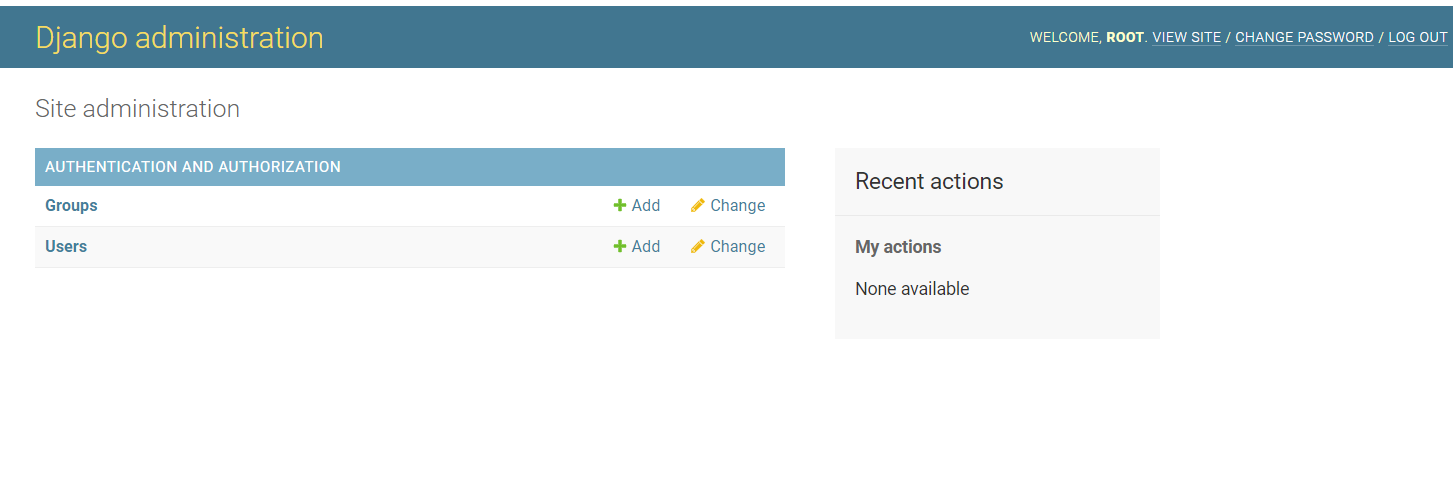 Django administration
WELCOME, ROOT. VIEW SITE / CHANGE PASSWORD / LOG OUT
Site administration
AUTHENTICATION AND AUTHORIZATION
Groups Add Change
Users Add Change
Recent actions
My actions
None available